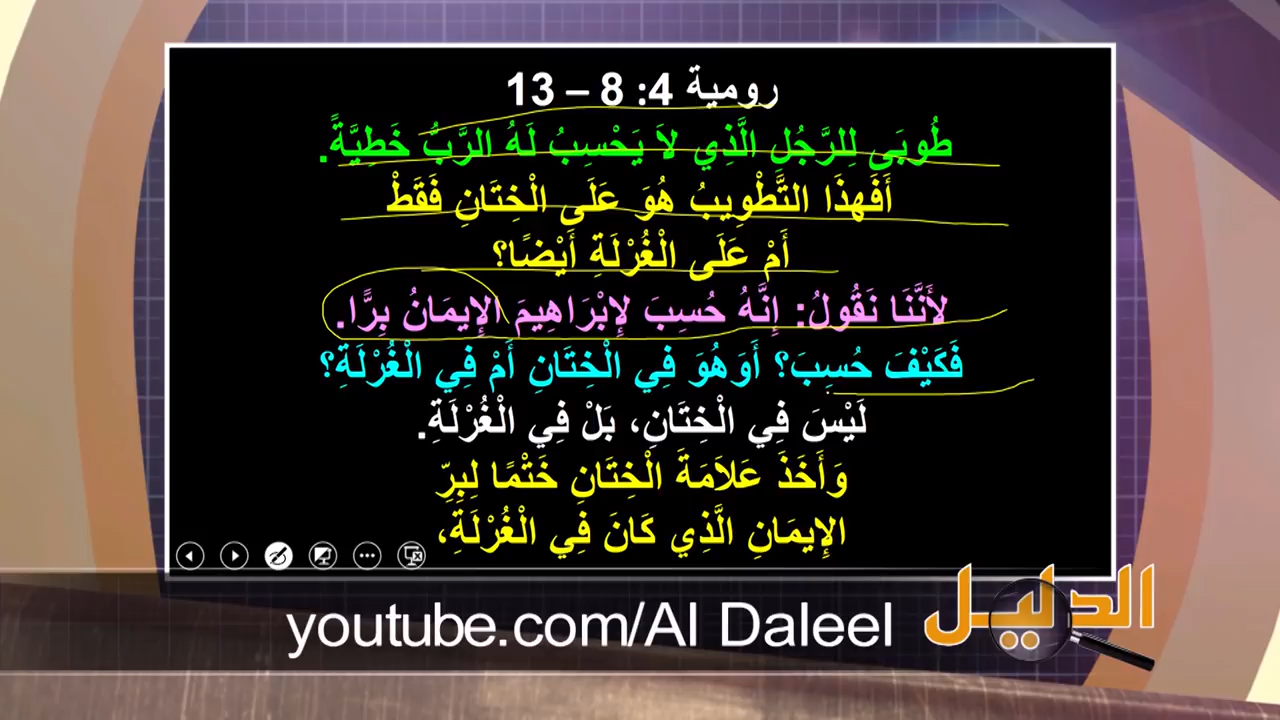 رومية 4: 8 – 13
طُوبَى لِلرَّجُلِ الَّذِي لاَ يَحْسِبُ لَهُ الرَّبُّ خَطِيَّةً.
أَفَهذَا التَّطْوِيبُ هُوَ عَلَى الْخِتَانِ فَقَطْ
أَمْ عَلَى الْغُرْلَةِ أَيْضًا؟
لأَنَّنَا نَقُولُ: إِنَّهُ حُسِبَ لإِبْرَاهِيمَ الإِيمَانُ بِرًّا.
فَكَيْفَ حُسِبَ؟ أَوَهُوَ فِي الْخِتَانِ أَمْ فِي الْغُرْلَةِ؟
لَيْسَ فِي الْخِتَانِ، بَلْ فِي الْغُرْلَةِ.
وَأَخَذَ عَلاَمَةَ الْخِتَانِ خَتْمًا لِبِرِّ
الإِيمَانِ الَّذِي كَانَ فِي الْغُرْلَةِ،
youtube.com/Al Daleel
الدليل